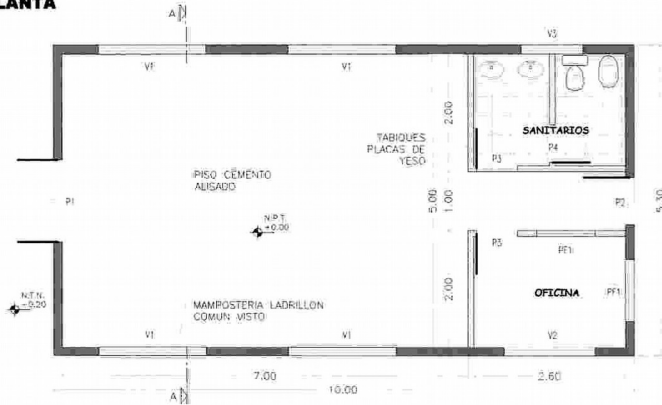 PLANTA
A
V1
V1
V3
2.00
TABIQUES
PLACAS DE
YESO
SANITARIOS
P3
P4
PISO CEMENTO
ALISADO
P1
5.00
1.00
P2
5.30
N.P.T.
+0.00
P3
PF1
N.T.N.
-0.20
2.00
OFICINA
PF1
MAMPOSTERIA LADRILLON
COMUN VISTO
V1
V1
V2
7.00
2.60
10.00
A